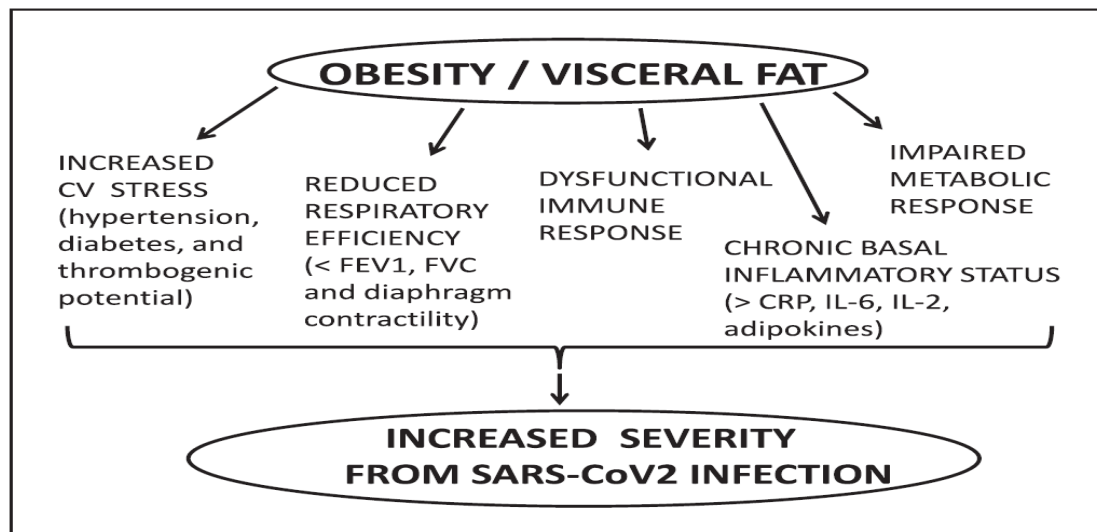 OBESITY / VISCERAL FAT
INCREASED
CV STRESS
(hypertension,
diabetes, and
thrombogenic
potential)
REDUCED
RESPIRATORY
EFFICIENCY
(< FEV1, FVC
and diaphragm
contractility)
DYSFUNCTIONAL
IMMUNE
RESPONSE
CHRONIC BASAL
INFLAMMATORY STATUS
(> CRP, IL-6, IL-2,
adipokines)
IMPAIRED
METABOLIC
RESPONSE
INCREASED SEVERITY
FROM SARS-CoV2 INFECTION